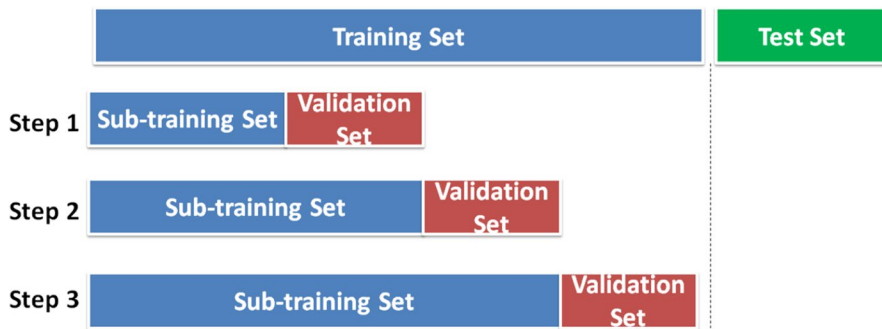 Training Set
Test Set
Step 1
Sub-training Set
Validation
Set
Step 2
Sub-training Set
Validation
Set
Step 3
Sub-training Set
Validation
Set